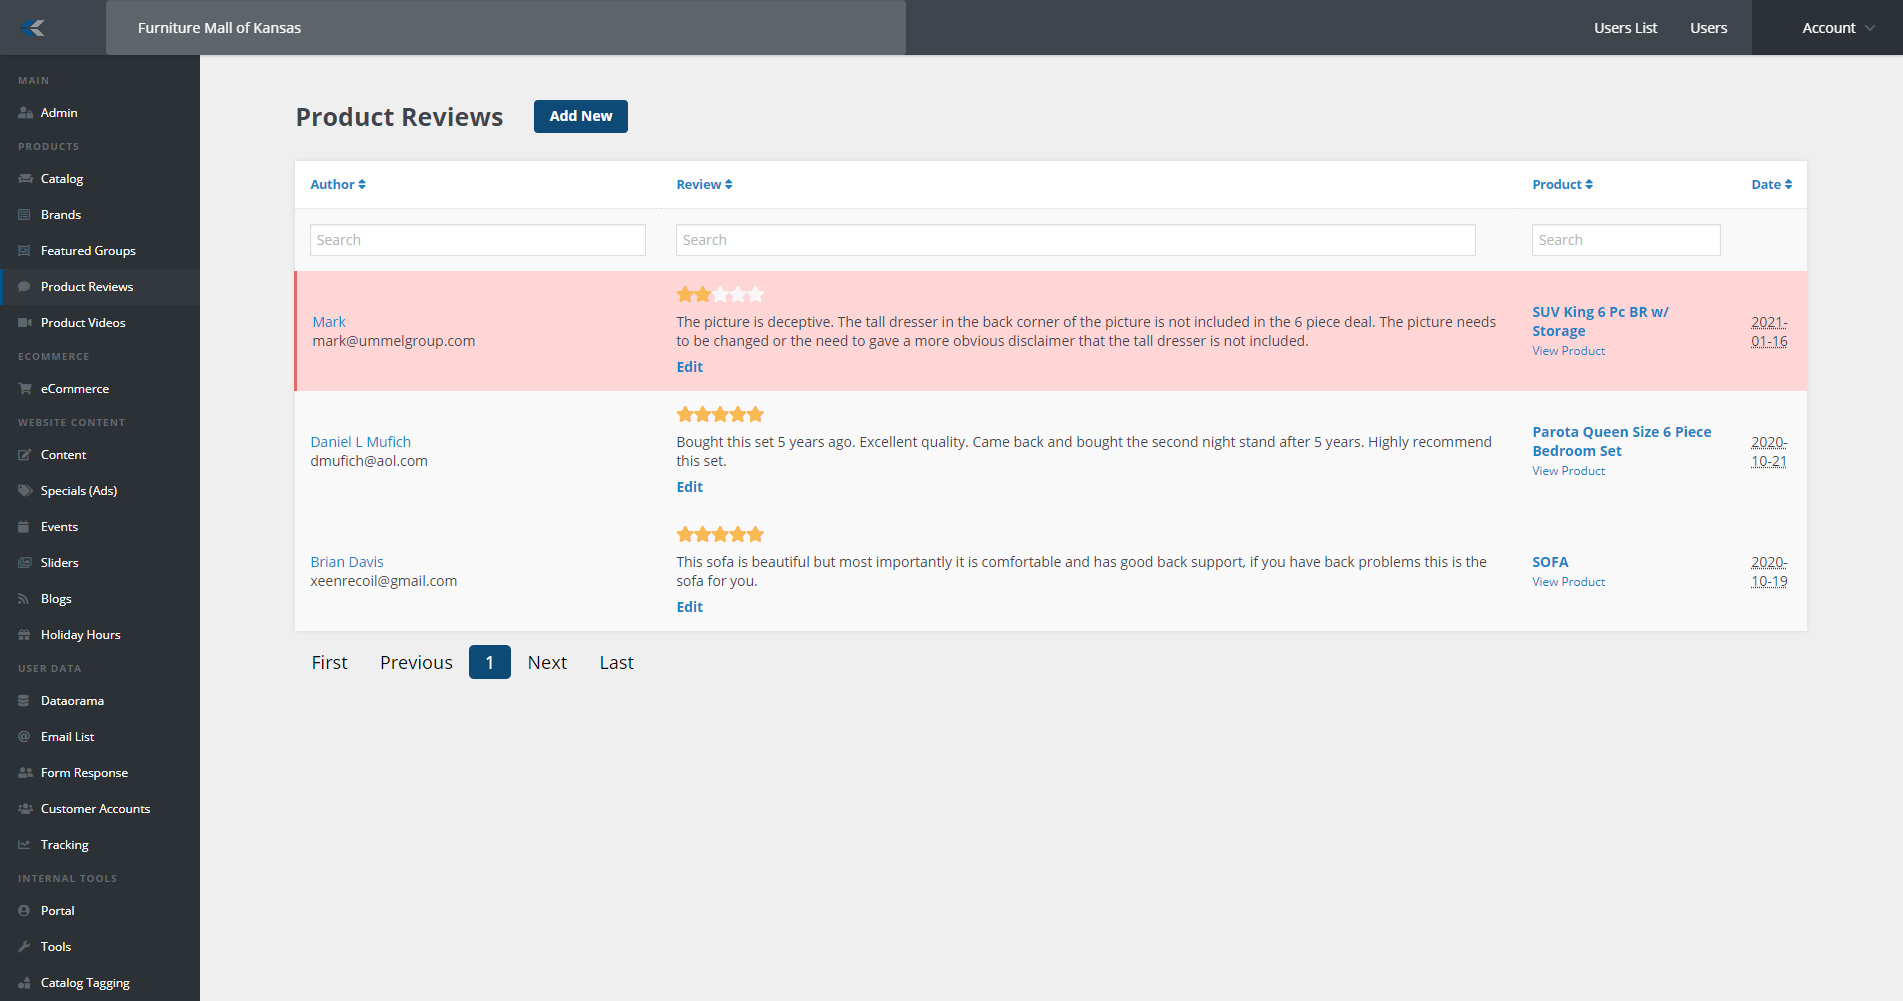 Furniture Mall of Kansas
Users List
Users
Account
MAIN
Admin
PRODUCTS
Catalog
Brands
Featured Groups
Product Reviews
Product Videos
ECOMMERCE
eCommerce
WEBSITE CONTENT
Content
Specials (Ads)
Events
Sliders
Blogs
Holiday Hours
USER DATA
Dataorama
Email List
Form Response
Customer Accounts
Tracking
INTERNAL TOOLS
Portal
Tools
Catalog Tagging
Product Reviews
Add New
Author
Review
Product
Date
Search
Search
Search
Mark
mark@ummelgroup.com
The picture is deceptive. The tall dresser in the back corner of the picture is not included in the 6 piece deal. The picture needs
to be changed or the need to gave a more obvious disclaimer that the tall dresser is not included.
Edit
SUV King 6 Pc BR w/
Storage
View Product
2021-
01-16
Daniel L Mufich
dmufich@aol.com
Bought this set 5 years ago. Excellent quality. Came back and bought the second night stand after 5 years. Highly recommend
this set.
Edit
Parota Queen Size 6 Piece
Bedroom Set
View Product
2020-
10-21
Brian Davis
xeenrecoil@gmail.com
This sofa is beautiful but most importantly it is comfortable and has good back support, if you have back problems this is the
sofa for you.
Edit
SOFA
View Product
2020-
10-19
First
Previous
1
Next
Last